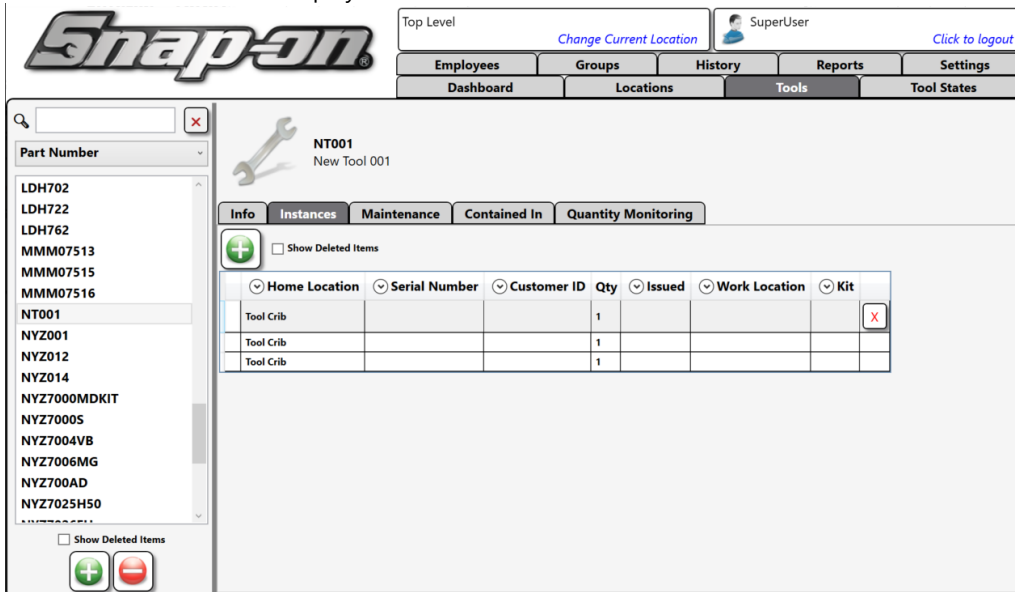 Snap-on®
Top Level
Change Current Location
SuperUser
Click to logout
Employees Groups History Reports Settings
Dashboard Locations Tools Tool States
Part Number
LDH702
LDH722
LDH762
MMM07513
MMM07515
MMM07516
NT001
NYZ001
NYZ012
NYZ014
NYZ7000MDKIT
NYZ7000S
NYZ7004VB
NYZ7006MG
NYZ700AD
NYZ7025H50
Show Deleted Items
NT001
New Tool 001
Info Instances Maintenance Contained In Quantity Monitoring
Show Deleted Items
Home Location Serial Number Customer ID Qty Issued Work Location Kit
Tool Crib 1 X
Tool Crib 1
Tool Crib 1